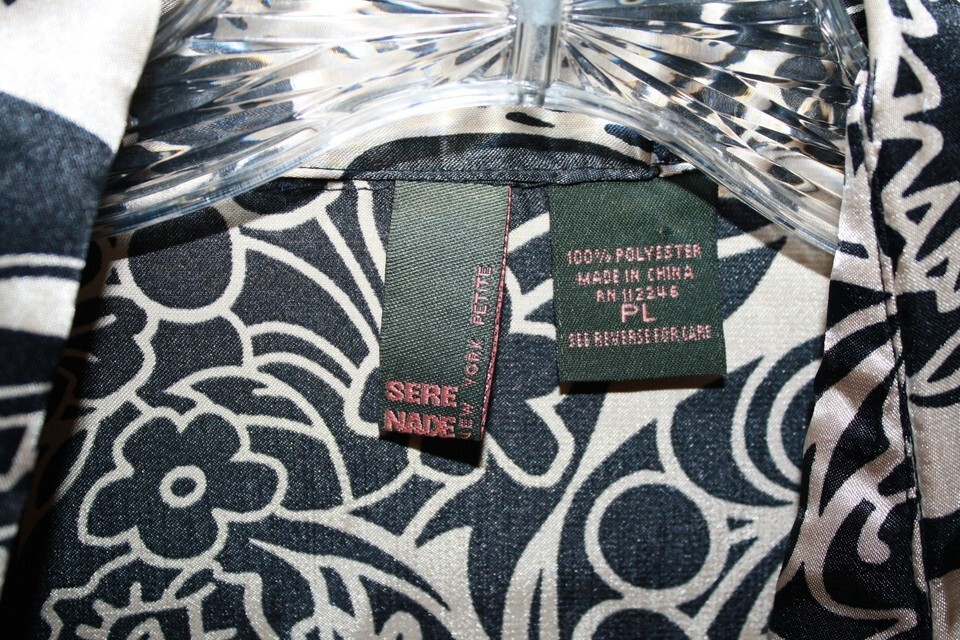 SERE
NADE
NEW YORK PETITE
100% POLYESTER
MADE IN CHINA
RN 112246
PL
SEE REVERSE FOR CARE